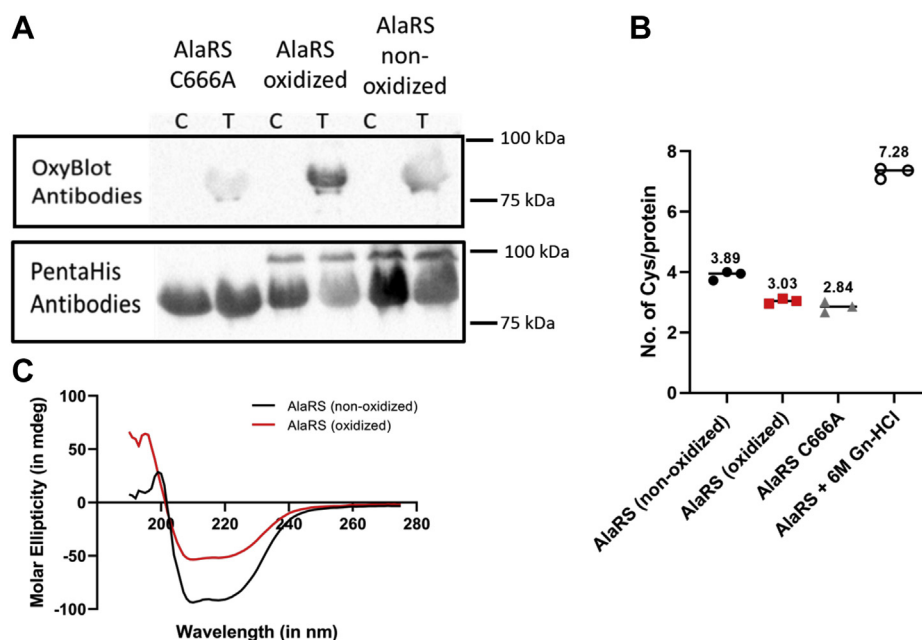 A
AlaRS
C666A
AlaRS
oxidized
AlaRS
non-
oxidized
C T C T C T
OxyBlot
Antibodies
100 kDa
75 kDa
PentaHis
Antibodies
100 kDa
75 kDa
B
No. of Cys/protein
8
6
4
2
0
3.89
3.03
2.84
7.28
AlaRS (non-oxidized)
AlaRS (oxidized)
AlaRS C666A
AlaRS + 6M Gn-HCl
C
Molar Ellipticity (in mdeg)
100
50
0
-50
-100
AlaRS (non-oxidized)
AlaRS (oxidized)
200 220 240 260 280
Wavelength (in nm)